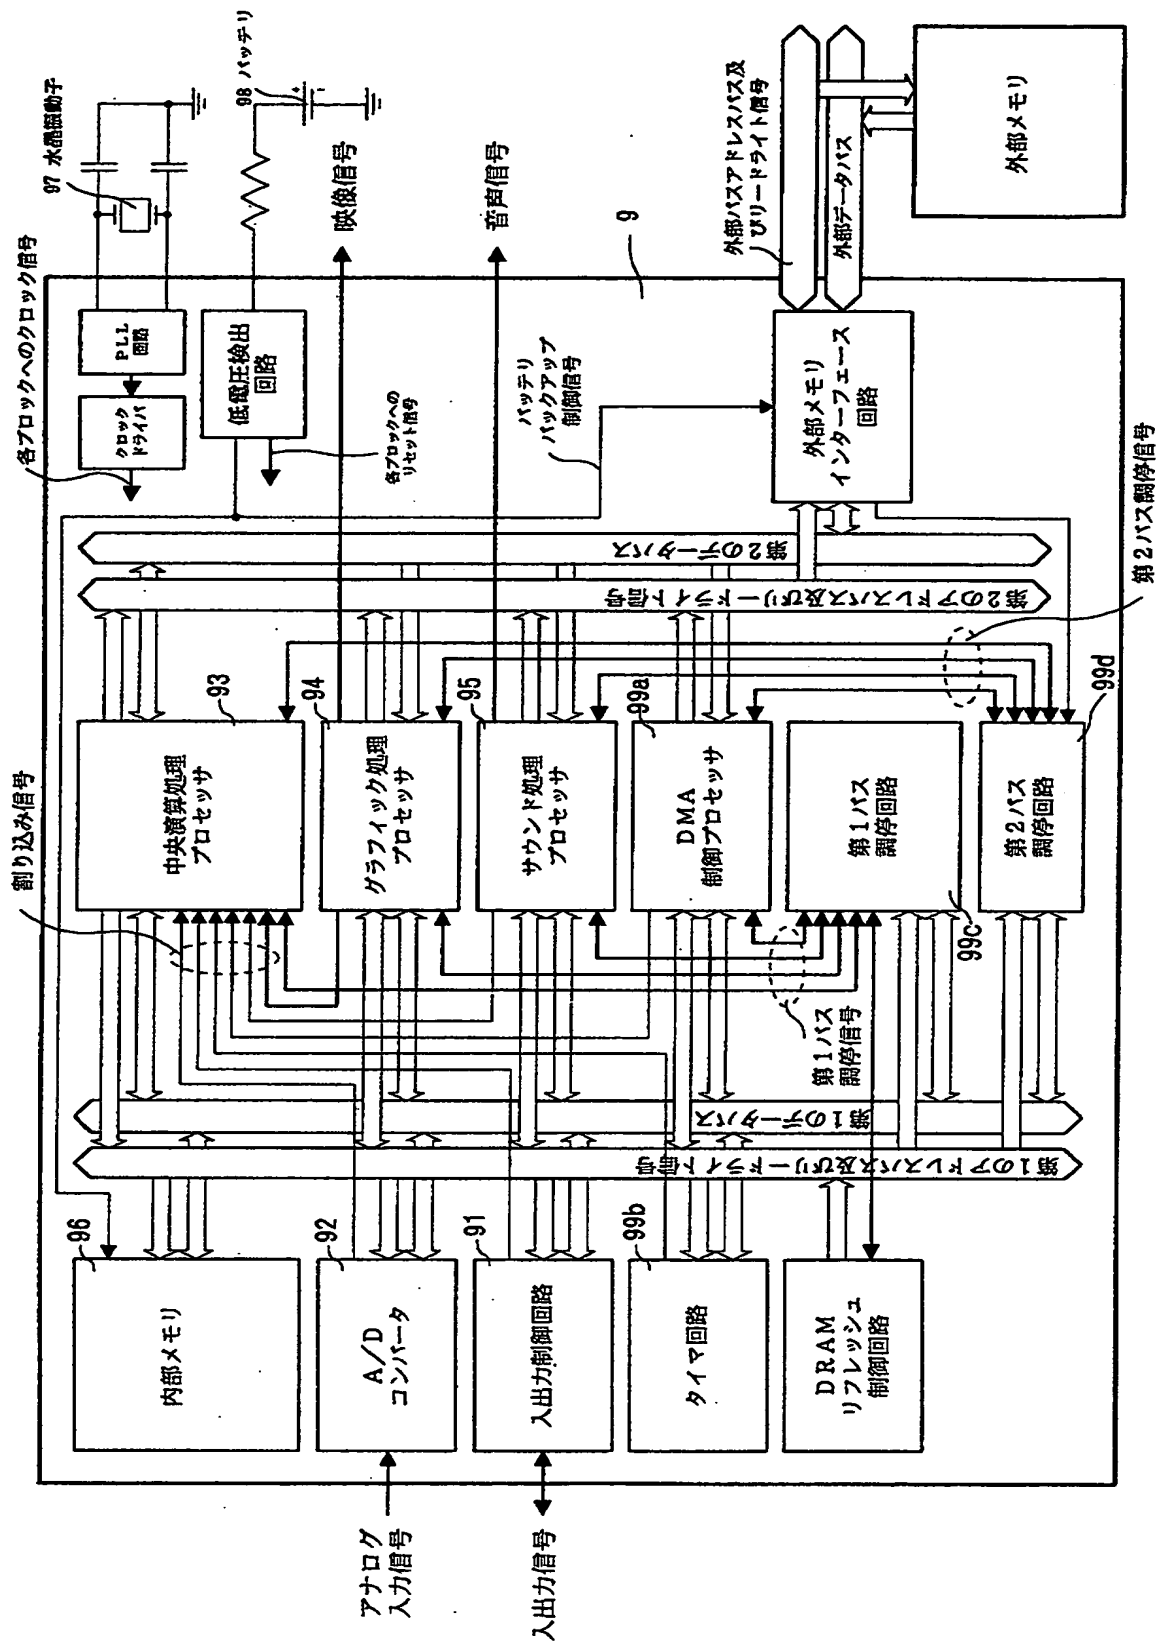 97 水晶振動子
98 バッテリ
+
-
各ブロックへのクロック信号
PLL
回路
クロック
ドライバ
低電圧検出
回路
各ブロックへの
リセット信号
映像信号
音声信号
9
バッテリ
バックアップ
制御信号
外部バスアドレスバス及
びリードライト信号
外部データバス
外部メモリ
外部メモリ
インターフェース
回路
第2バス調停信号
第2のデータバス
第2のアドレスバス及びリードライト信号
割り込み信号
93
中央演算処理
プロセッサ
94
グラフィック処理
プロセッサ
95
サウンド処理
プロセッサ
99a
DMA
制御プロセッサ
99c
第1バス
調停回路
99d
第2バス
調停回路
第1バス
調停信号
第1のデータバス
第1のアドレスバス及びリードライト信号
96
内部メモリ
92
A/D
コンバータ
91
入出力制御回路
99b
タイマ回路
DRAM
リフレッシュ
制御回路
アナログ
入力信号
入出力信号